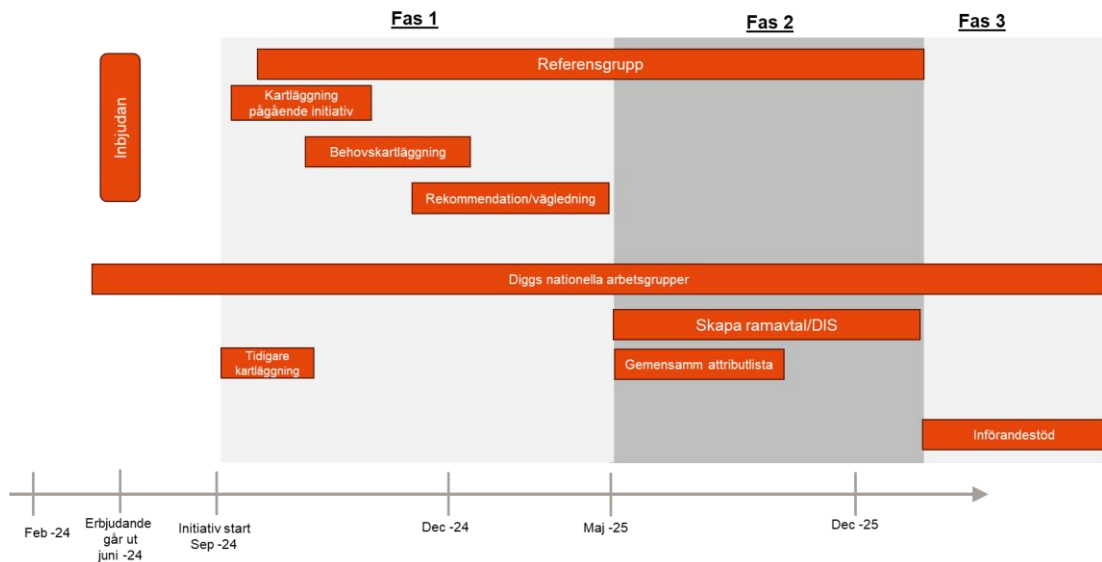 Fas 1
Fas 2
Fas 3
Inbjudan
Referensgrupp
Kartläggning
pågående initiativ
Behovskartläggning
Rekommendation/vägledning
Diggs nationella arbetsgrupper
Skapa ramavtal/DIS
Tidigare
kartläggning
Gemensamm attributlista
Införandestöd
Feb -24
Erbjudande
går ut
juni -24
Initiativ start
Sep -24
Dec -24
Maj -25
Dec -25